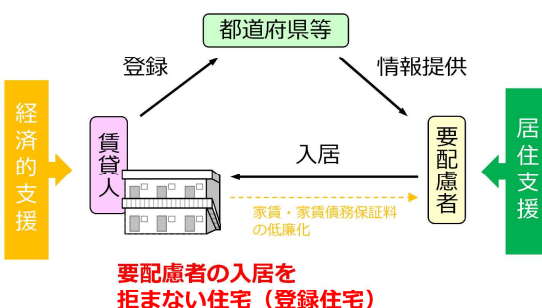 都道府県等
登録
情報提供
経済的支援
賃貸人
入居
要配慮者
居住支援
家賃・家賃債務保証料
の低廉化
要配慮者の入居を
拒まない住宅（登録住宅）